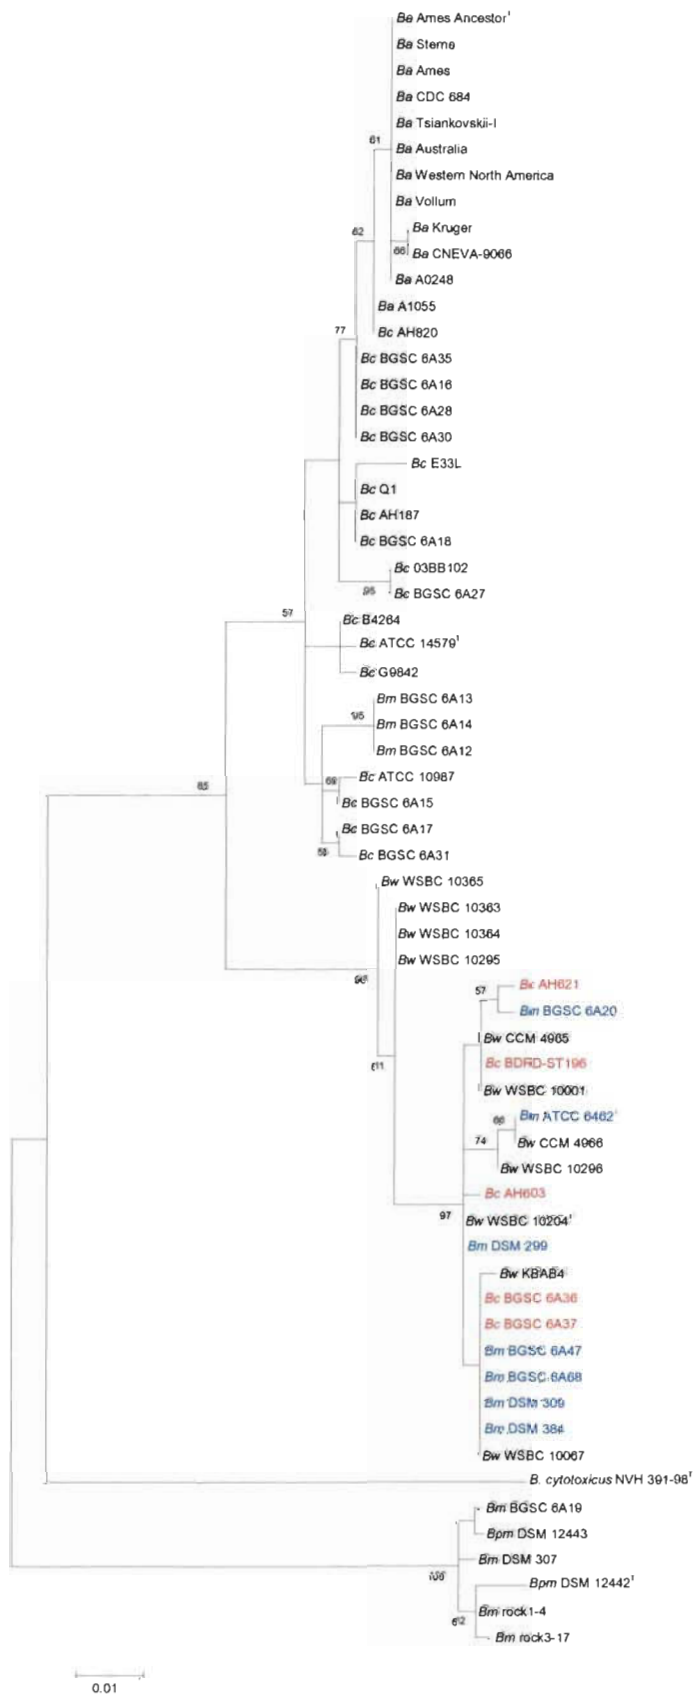 Ba Ames Ancestor
Ba Sterne
Ba Ames
Ba CDC 684
Ba Tsiankovskii-I
61
Ba Australia
Ba Western North America
Ba Vollum
Ba Kruger
62
66
Ba CNEVA-9066
Ba A0248
Ba A1055
77
Bc AH820
Bc BGSC 6A35
Bc BGSC 6A16
Bc BGSC 6A28
Bc BGSC 6A30
Bc E33L
Bc Q1
Bc AH187
Bc BGSC 6A18
Bc 03BB102
95
Bc BGSC 6A27
57
Bc B4264
Bc ATCC 14579
Bc G9842
Bm BGSC 6A13
Bm BGSC 6A14
Bm BGSC 6A12
Bc ATCC 10987
Bc BGSC 6A15
Bc BGSC 6A17
Bc BGSC 6A31
Bw WSBC 10365
Bw WSBC 10363
Bw WSBC 10364
Bw WSBC 10295
Bc AH621
57
Bm BGSC 6A20
Bw CCM 4965
Bc BDRD-ST196
Bw WSBC 10001
Bm ATCC 6462
66
74
Bw CCM 4966
Bw WSBC 10296
Bc AH603
97
Bw WSBC 10204
Bm DSM 299
Bw KBAB4
Bc BGSC 6A36
Bc BGSC 6A37
Bm BGSC 6A47
Bm BGSC 6A68
Bm DSM 309
Bm DSM 384
Bw WSBC 10067
B. cytotoxicus NVH 391-98
Bm BGSC 6A19
Bpm DSM 12443
Bm DSM 307
Bpm DSM 12442
Bm rock1-4
Bm rock3-17
0.01